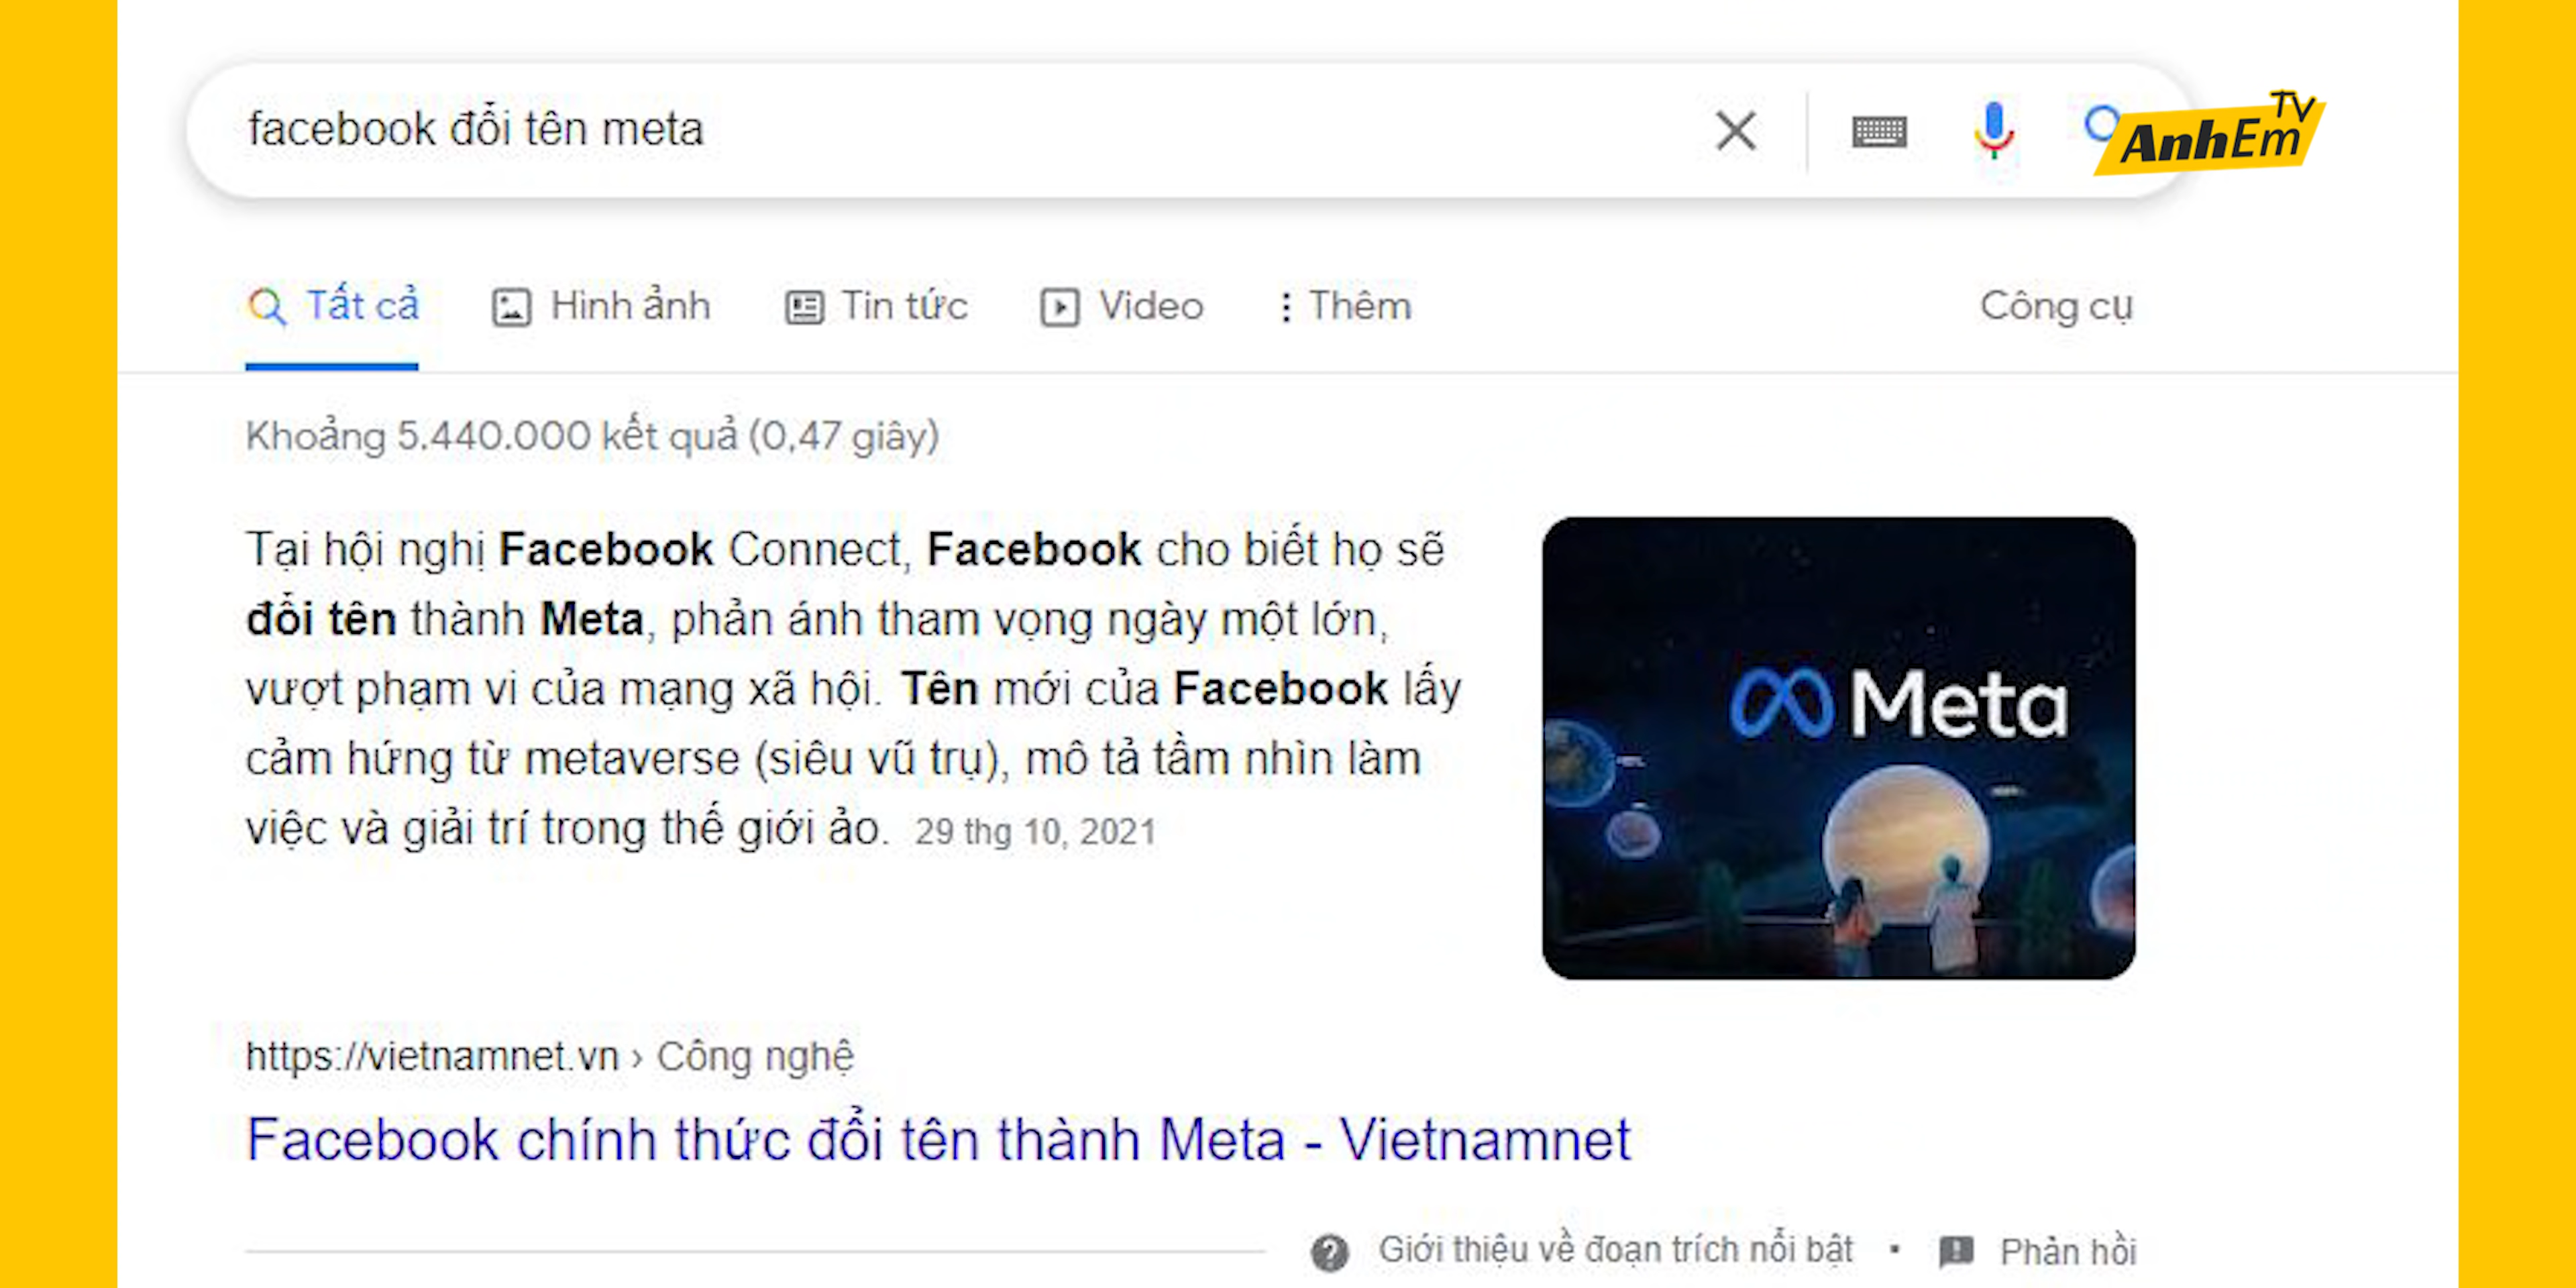 facebook đổi tên meta
AnhEm TV
Tất cả Hình ảnh Tin tức Video Thêm Công cụ
Khoảng 5.440.000 kết quả (0,47 giây)
Tại hội nghị Facebook Connect, Facebook cho biết họ sẽ
đổi tên thành Meta, phản ánh tham vọng ngày một lớn,
vượt phạm vi của mạng xã hội. Tên mới của Facebook lấy
cảm hứng từ metaverse (siêu vũ trụ), mô tả tầm nhìn làm
việc và giải trí trong thế giới ảo. 29 thg 10, 2021
Meta
https://vietnamnet.vn › Công nghệ
Facebook chính thức đổi tên thành Meta - Vietnamnet
Giới thiệu về đoạn trích nổi bật · Phản hồi